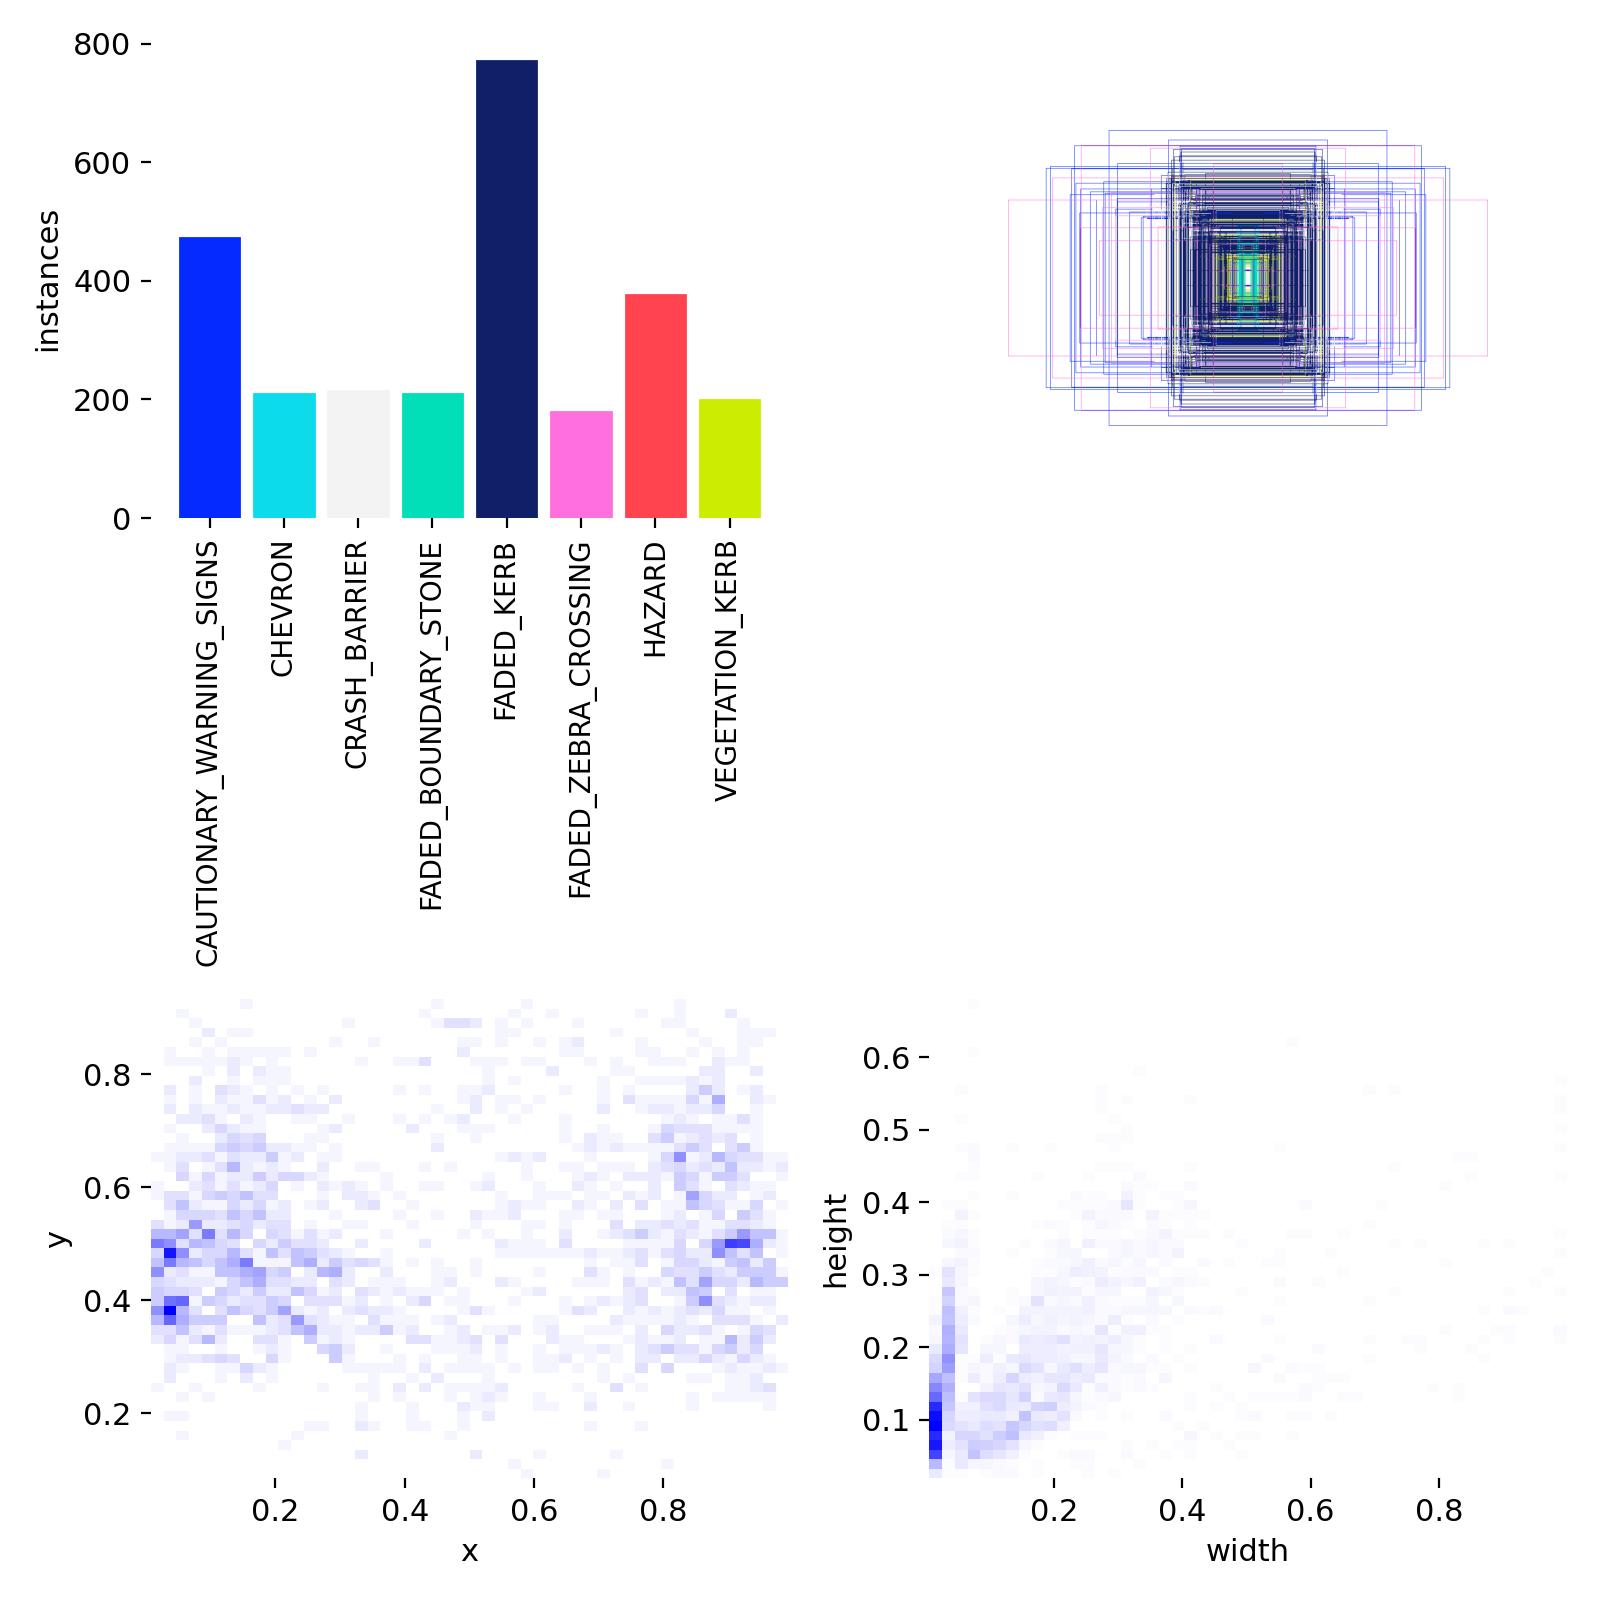 800
600
400
200
0
instances
CAUTIONARY_WARNING_SIGNS
CHEVRON
CRASH_BARRIER
FADED_BOUNDARY_STONE
FADED_KERB
FADED_ZEBRA_CROSSING
HAZARD
VEGETATION_KERB
0.8
0.6
0.4
0.2
y
0.2 0.4 0.6 0.8
x
0.6
0.5
0.4
0.3
0.2
0.1
height
0.2 0.4 0.6 0.8
width